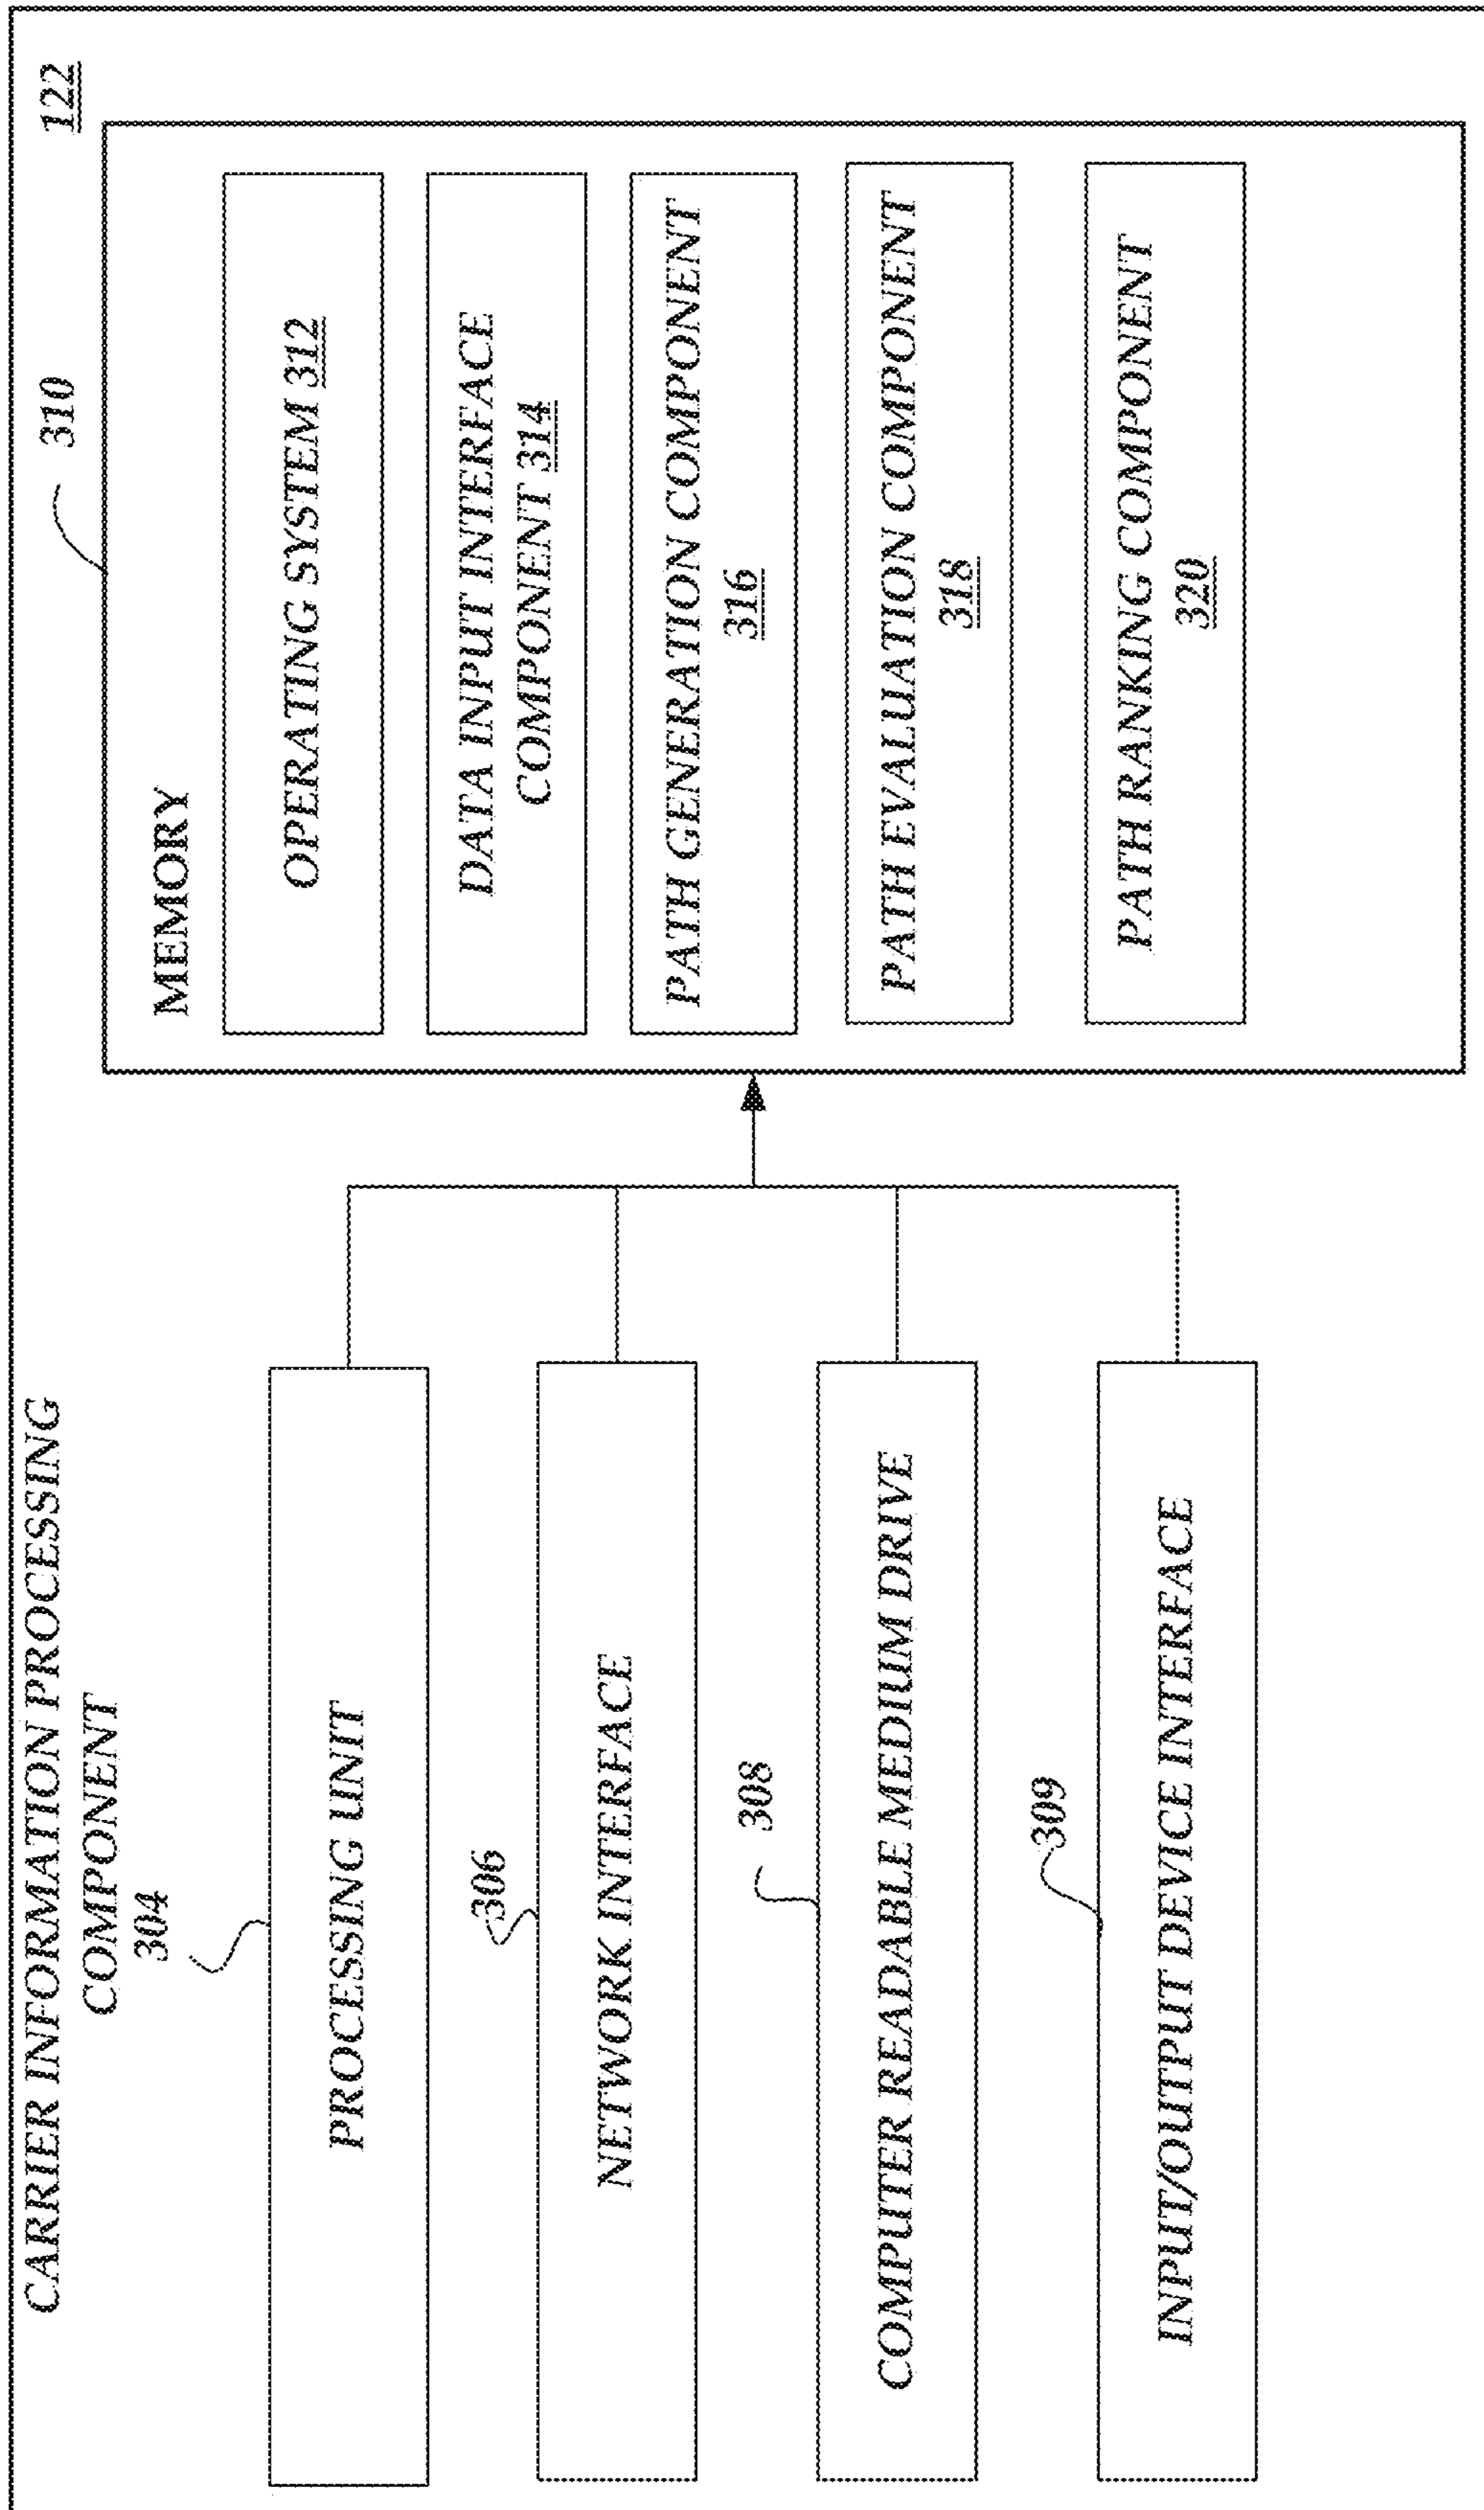 CARRIER INFORMATION PROCESSING
COMPONENT
122
304
PROCESSING UNIT
306
NETWORK INTERFACE
308
COMPUTER READABLE MEDIUM DRIVE
309
INPUT/OUTPUT DEVICE INTERFACE
310
MEMORY
OPERATING SYSTEM 312
DATA INPUT INTERFACE
COMPONENT 314
PATH GENERATION COMPONENT
316
PATH EVALUATION COMPONENT
318
PATH RANKING COMPONENT
320